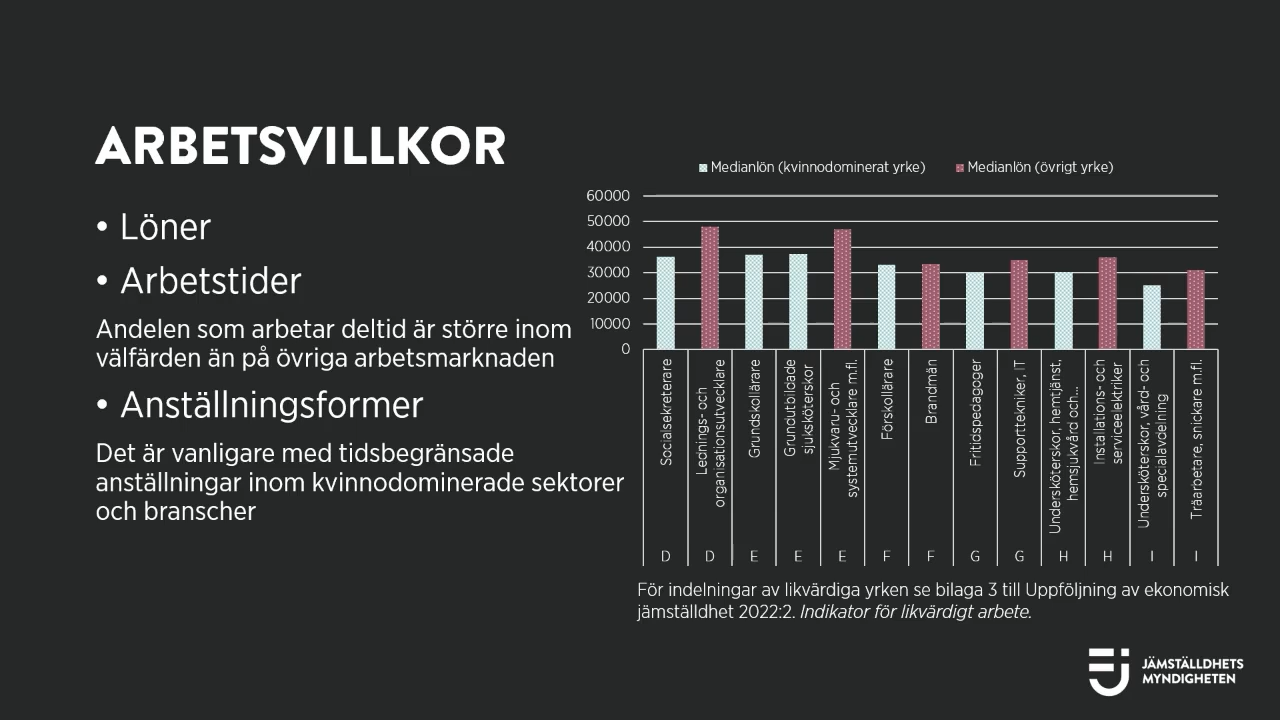 ARBETSVILLKOR
• Löner
• Arbetstider
Andelen som arbetar deltid är större inom
välfärden än på övriga arbetsmarknaden
• Anställningsformer
Det är vanligare med tidsbegränsade
anställningar inom kvinnodominerade sektorer
och branscher
Medianlön (kvinnodominerat yrke)
Medianlön (övrigt yrke)
60000
50000
40000
30000
20000
10000
0
Socialsekreterare
Lednings- och
organisationsutvecklare
Grundskollärare
Grundutbildade
sjuksköterskor
Mjukvaru- och
systemutvecklare m.fl.
Förskollärare
Brandmän
Fritidspedagoger
Supporttekniker, IT
Undersköterskor, hemtjänst,
hemsjukvård och...
Installations- och
serviceelektriker
Undersköterskor, vård- och
specialavdelning
Träarbetare, snickare m.fl.
D D E E E F F G G H H I I
För indelningar av likvärdiga yrken se bilaga 3 till Uppföljning av ekonomisk
jämställdhet 2022:2. Indikator för likvärdigt arbete.
JÄMSTÄLLDHETS
MYNDIGHETEN